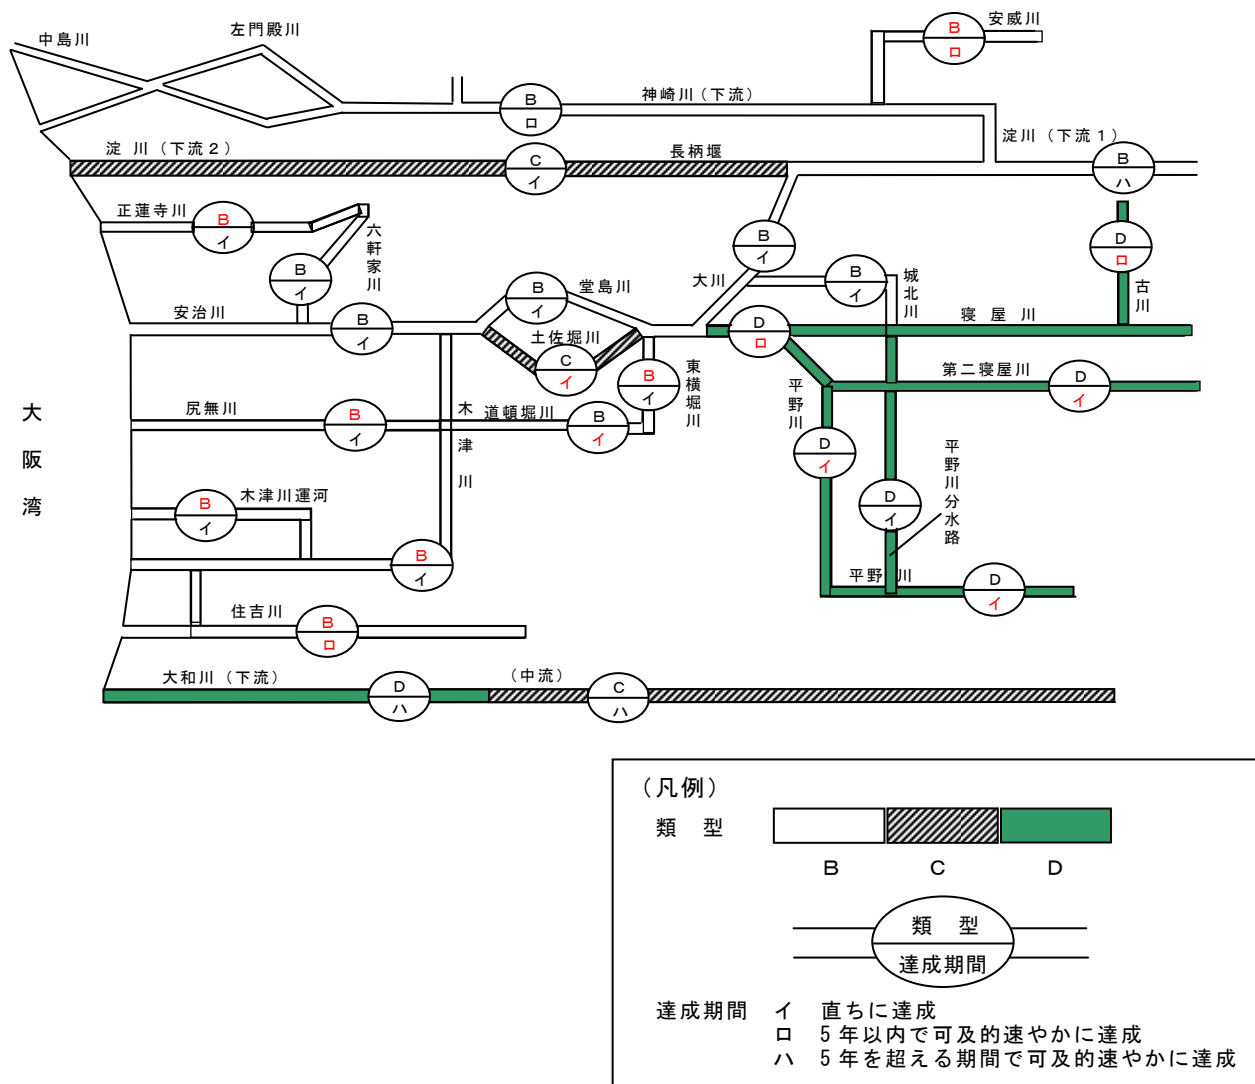 安威川
B
ロ
左門殿川
中島川
神崎川（下流）
B
ロ
淀川（下流１）
淀 川（下流２）
長柄堰
C
イ
B
ハ
正蓮寺川
B
イ
六軒家川
B
イ
B
イ
大川
D
ロ
古川
城北川
B
イ
堂島川
B
イ
安治川
B
イ
土佐堀川
C
イ
寝屋川
D
ロ
第二寝屋川
D
イ
東横堀川
B
イ
平野川
D
イ
大阪湾
尻無川
B
イ
木津川
道頓堀川
B
イ
平野川分水路
D
イ
木津川運河
B
イ
B
イ
平野川
D
イ
住吉川
B
ロ
大和川（下流）
D
ハ
（中流）
C
ハ
（凡例）
類 型
B C D
類 型
達成期間
達成期間 イ 直ちに達成
ロ ５年以内で可及的速やかに達成
ハ ５年を超える期間で可及的速やかに達成